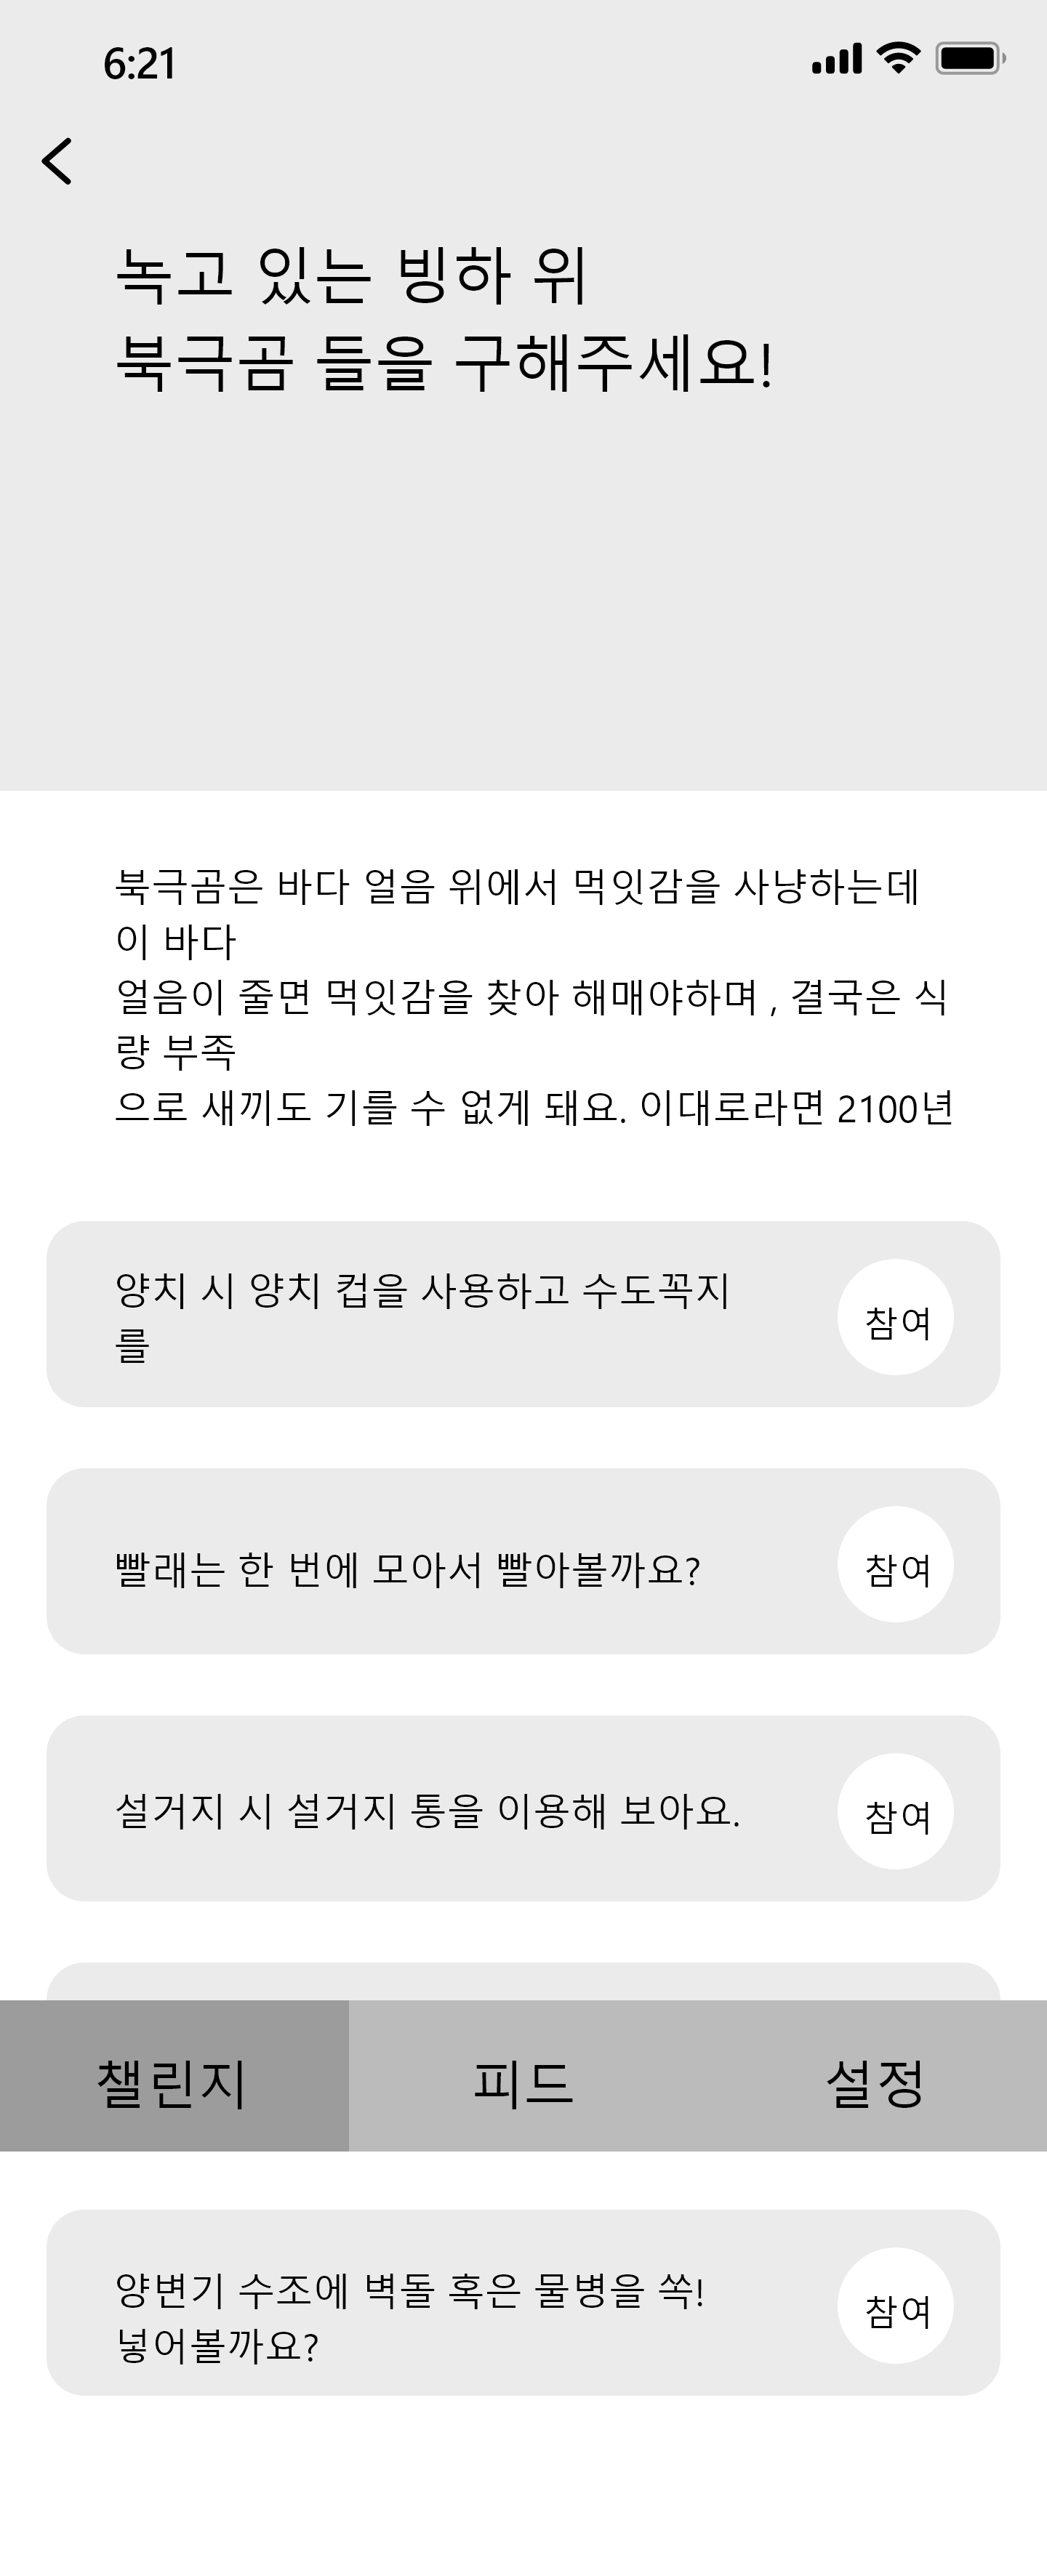 6:21
녹고 있는 빙하 위
북극곰 들을 구해주세요!
북극곰은 바다 얼음 위에서 먹잇감을 사냥하는데
이 바다
얼음이 줄면 먹잇감을 찾아 해매야하며 , 결국은 식
량 부족
으로 새끼도 기를 수 없게 돼요. 이대로라면 2100년
양치 시 양치 컵을 사용하고 수도꼭지
를
참여
빨래는 한 번에 모아서 빨아볼까요?
참여
설거지 시 설거지 통을 이용해 보아요.
참여
챌린지 피드 설정
양변기 수조에 벽돌 혹은 물병을 쏙!
넣어볼까요?
참여